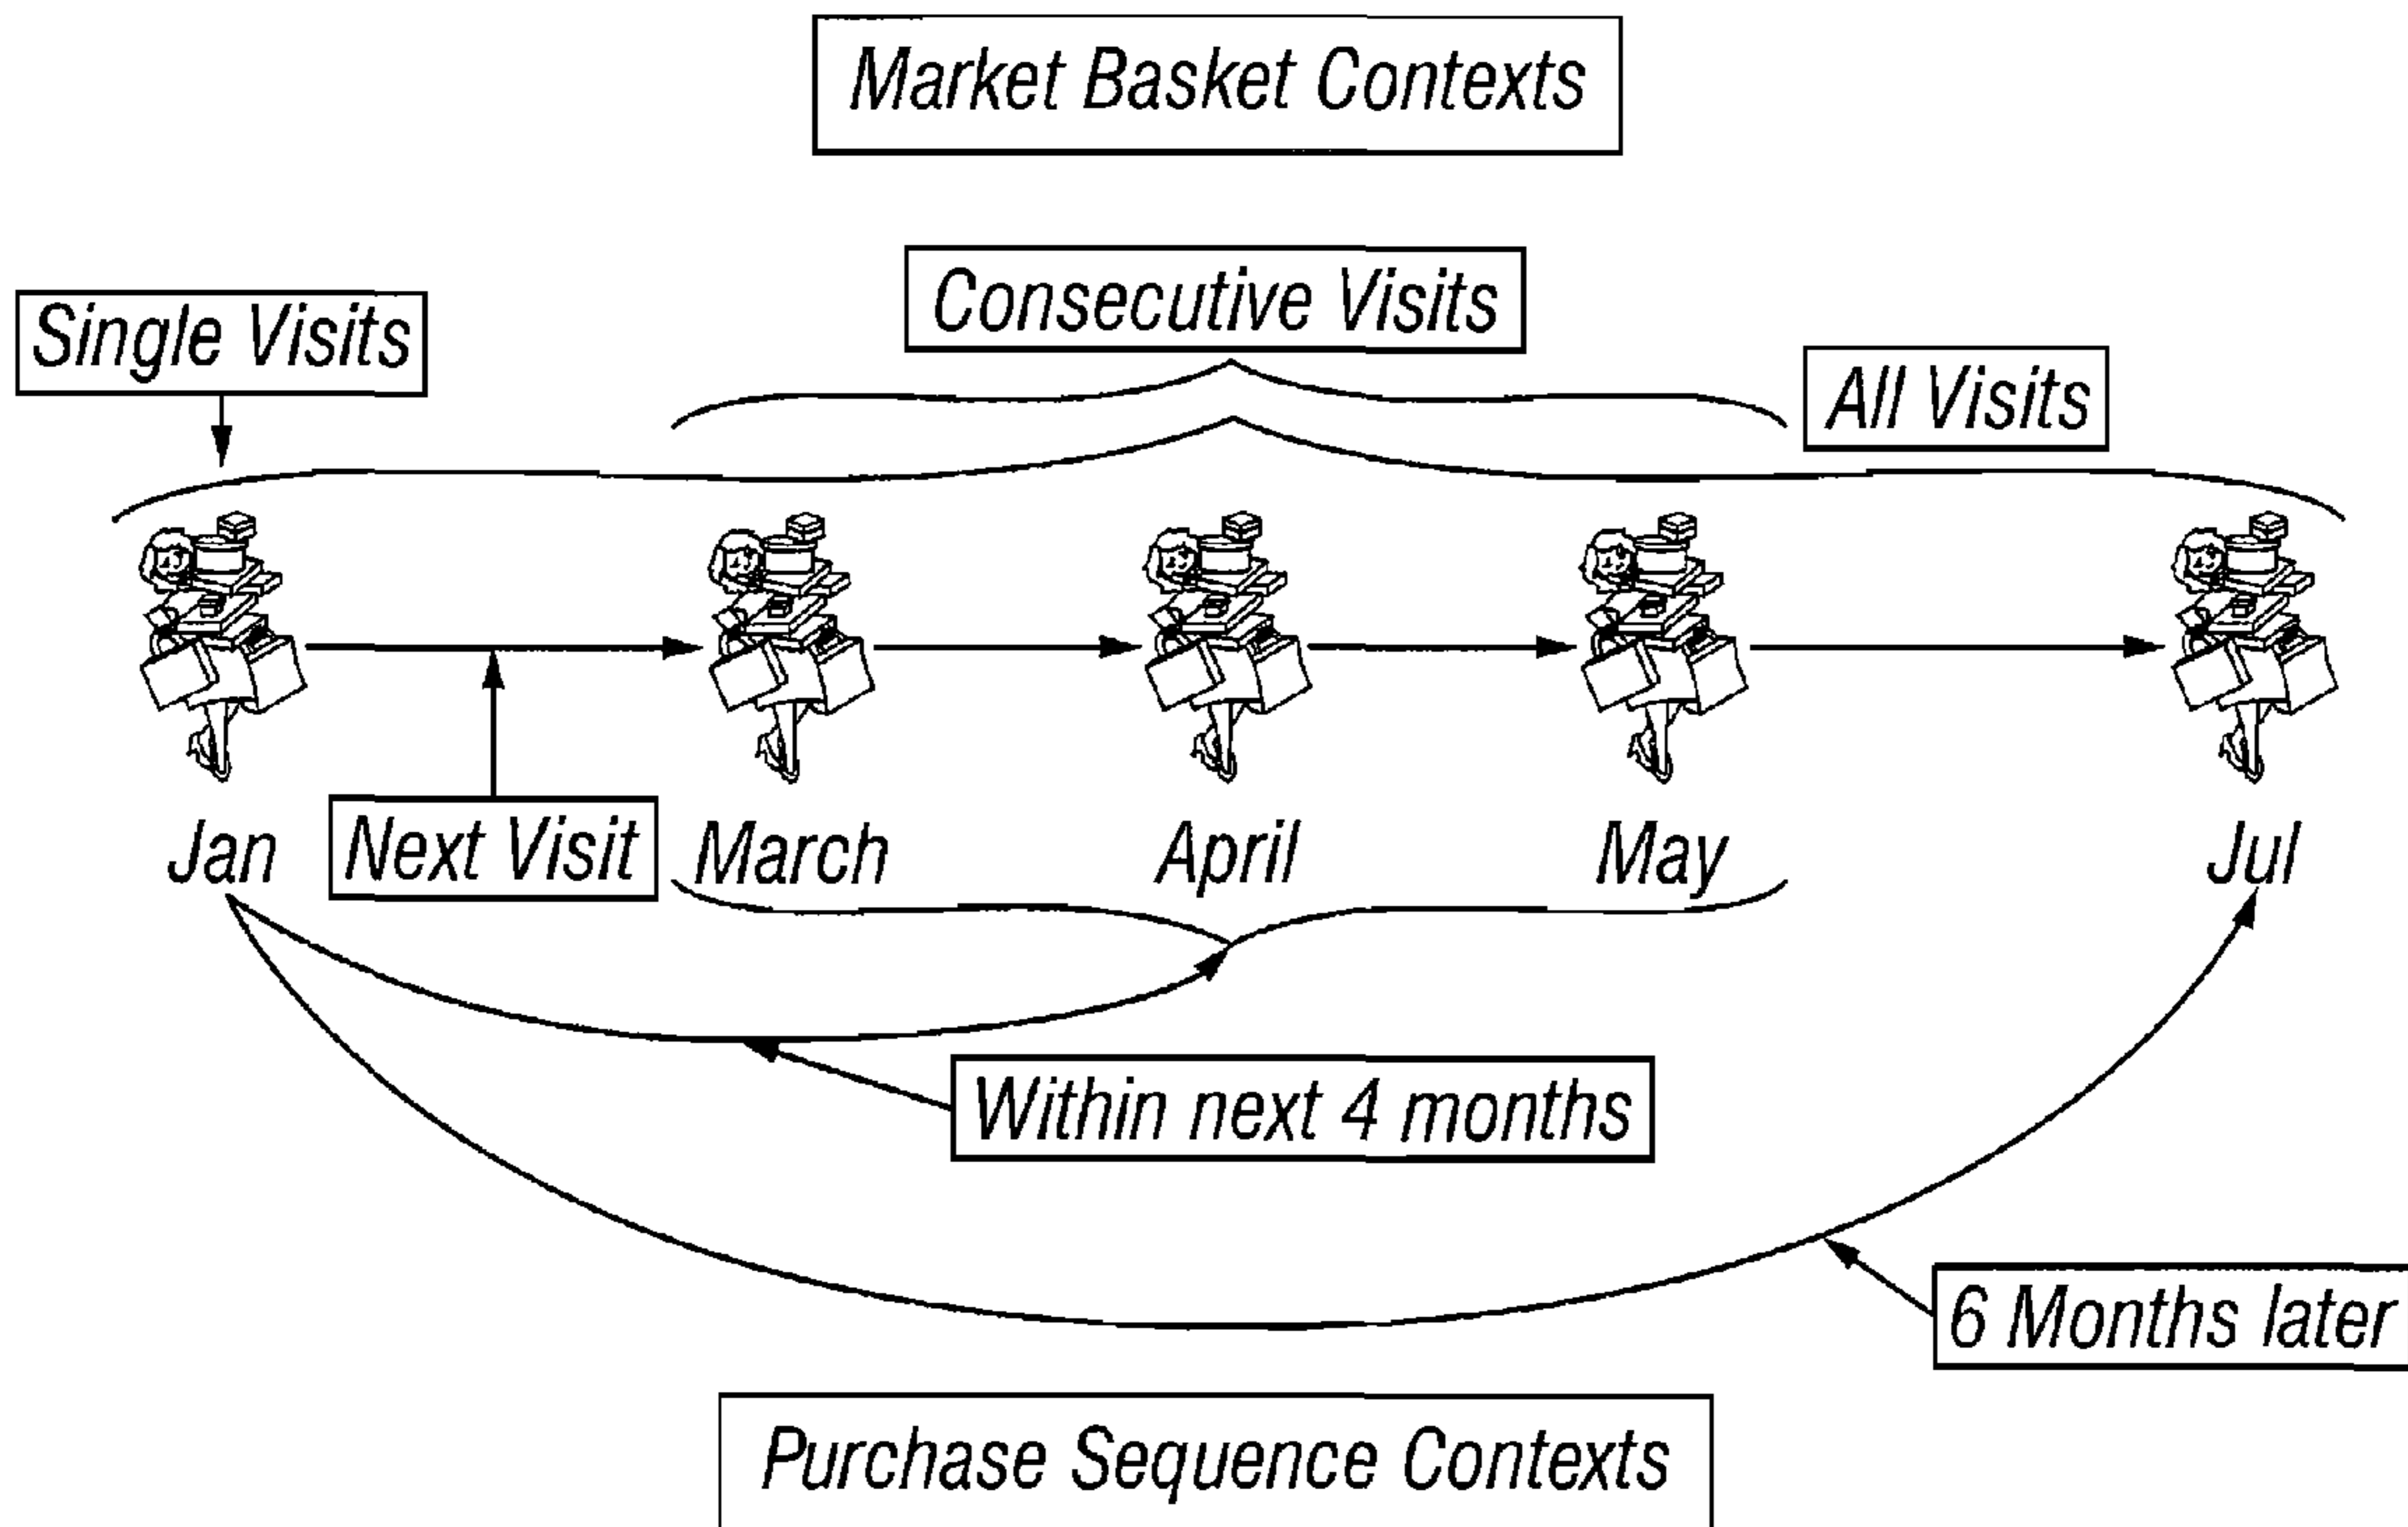 Market Basket Contexts
Consecutive Visits
Single Visits
All Visits
Jan
Next Visit
March
April
May
Jul
Within next 4 months
6 Months later
Purchase Sequence Contexts